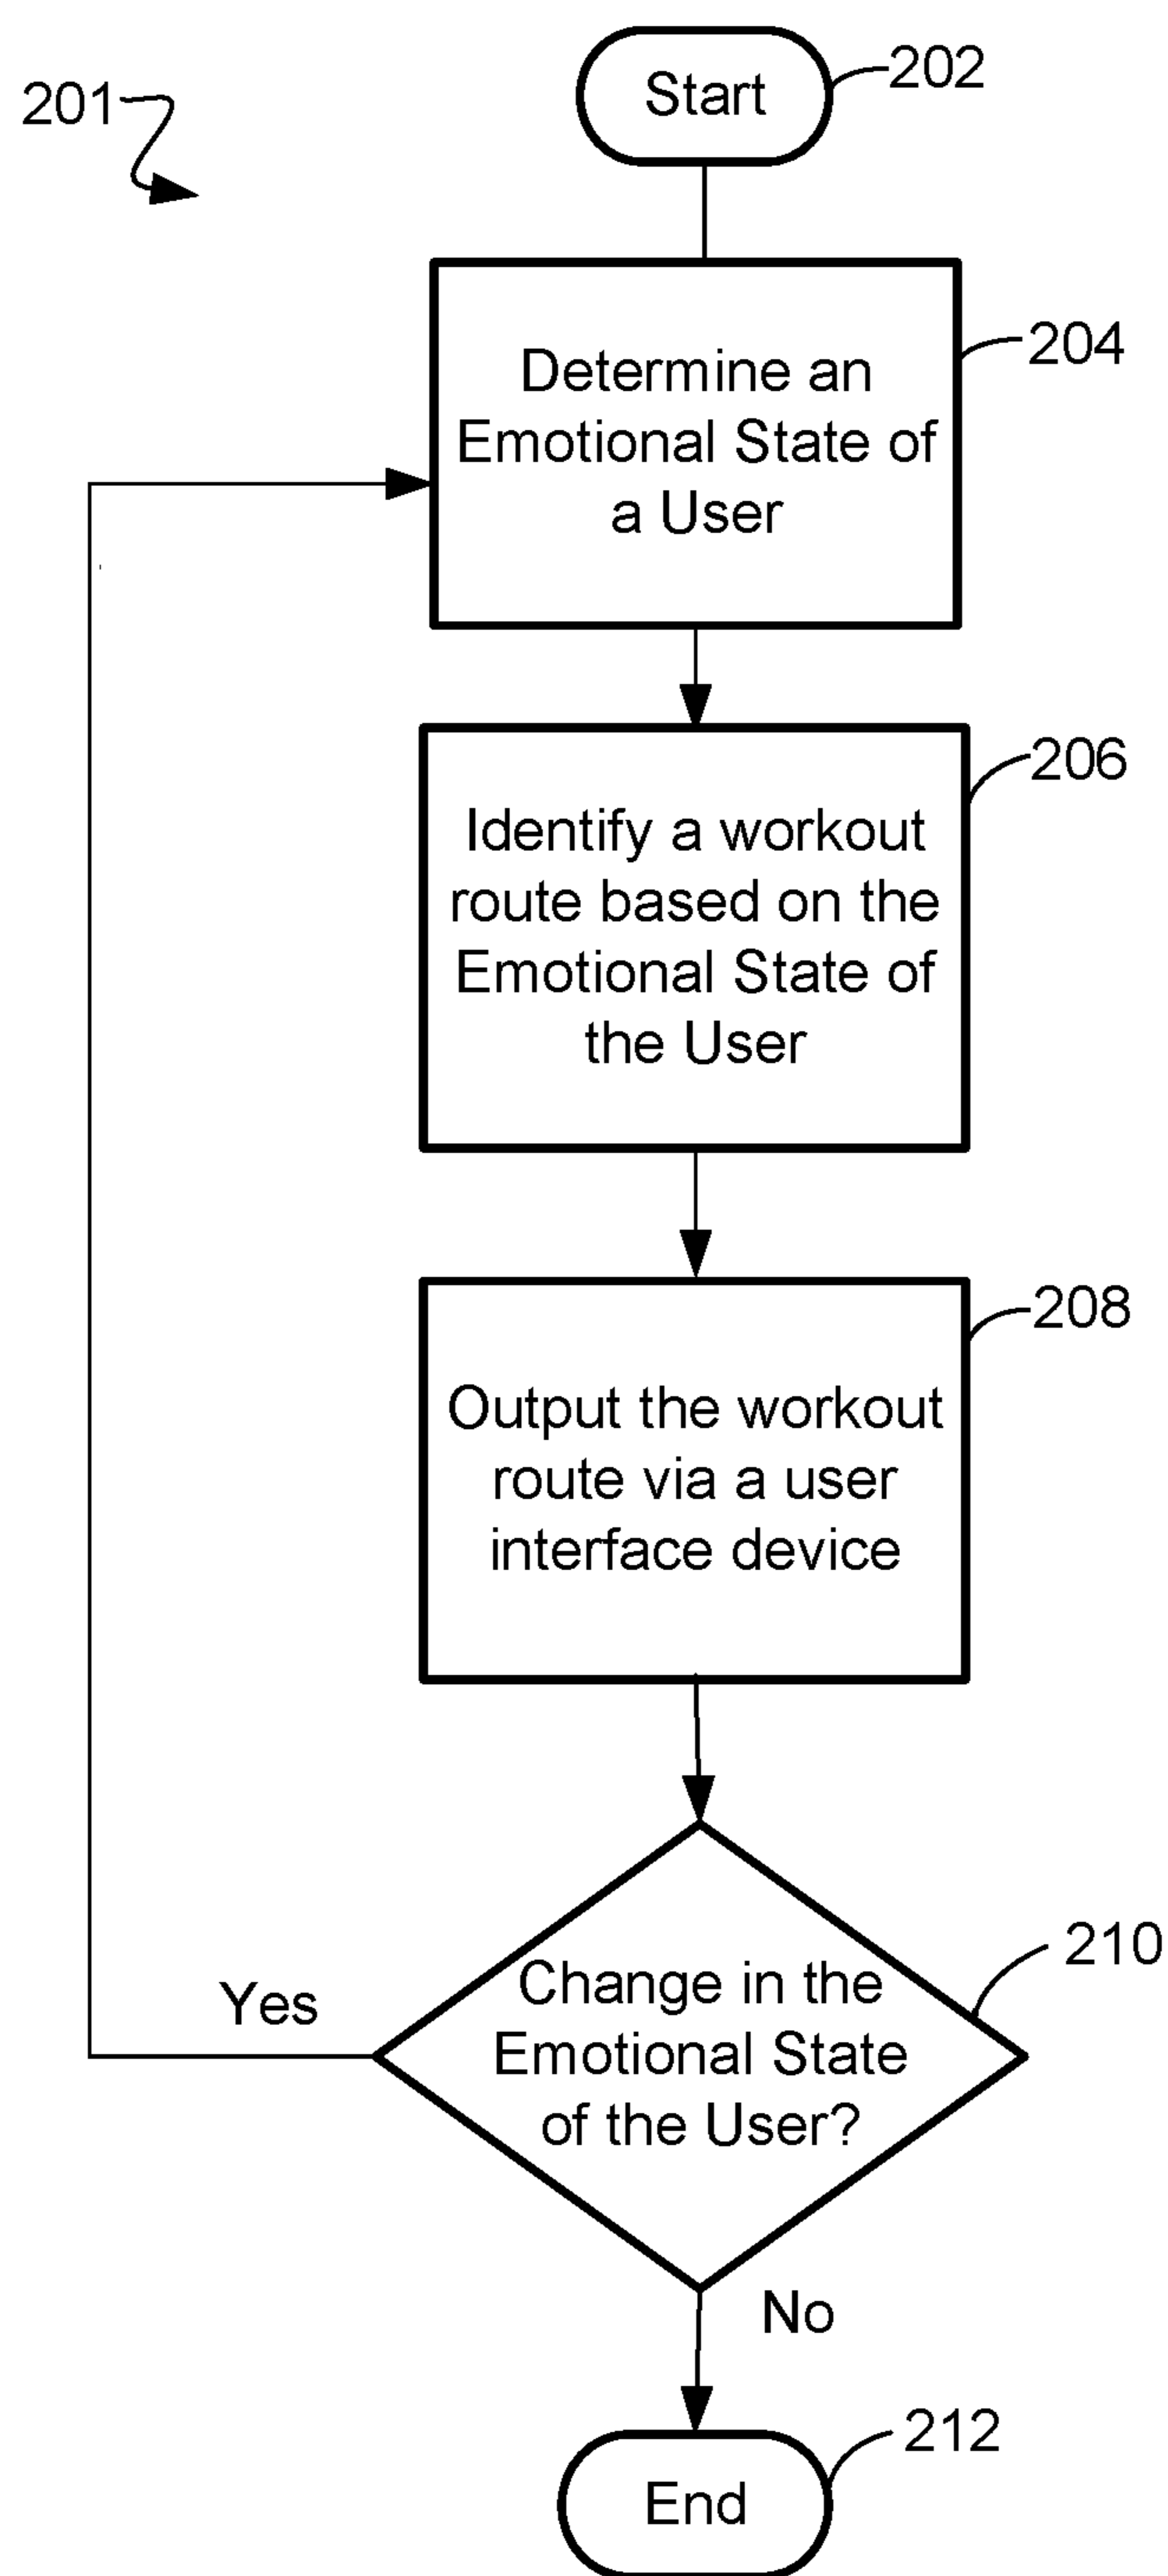 201
Start
202
Determine an
Emotional State of
a User
204
Identify a workout
route based on the
Emotional State of
the User
206
Output the workout
route via a user
interface device
208
Change in the
Emotional State
of the User?
210
Yes
No
End
212